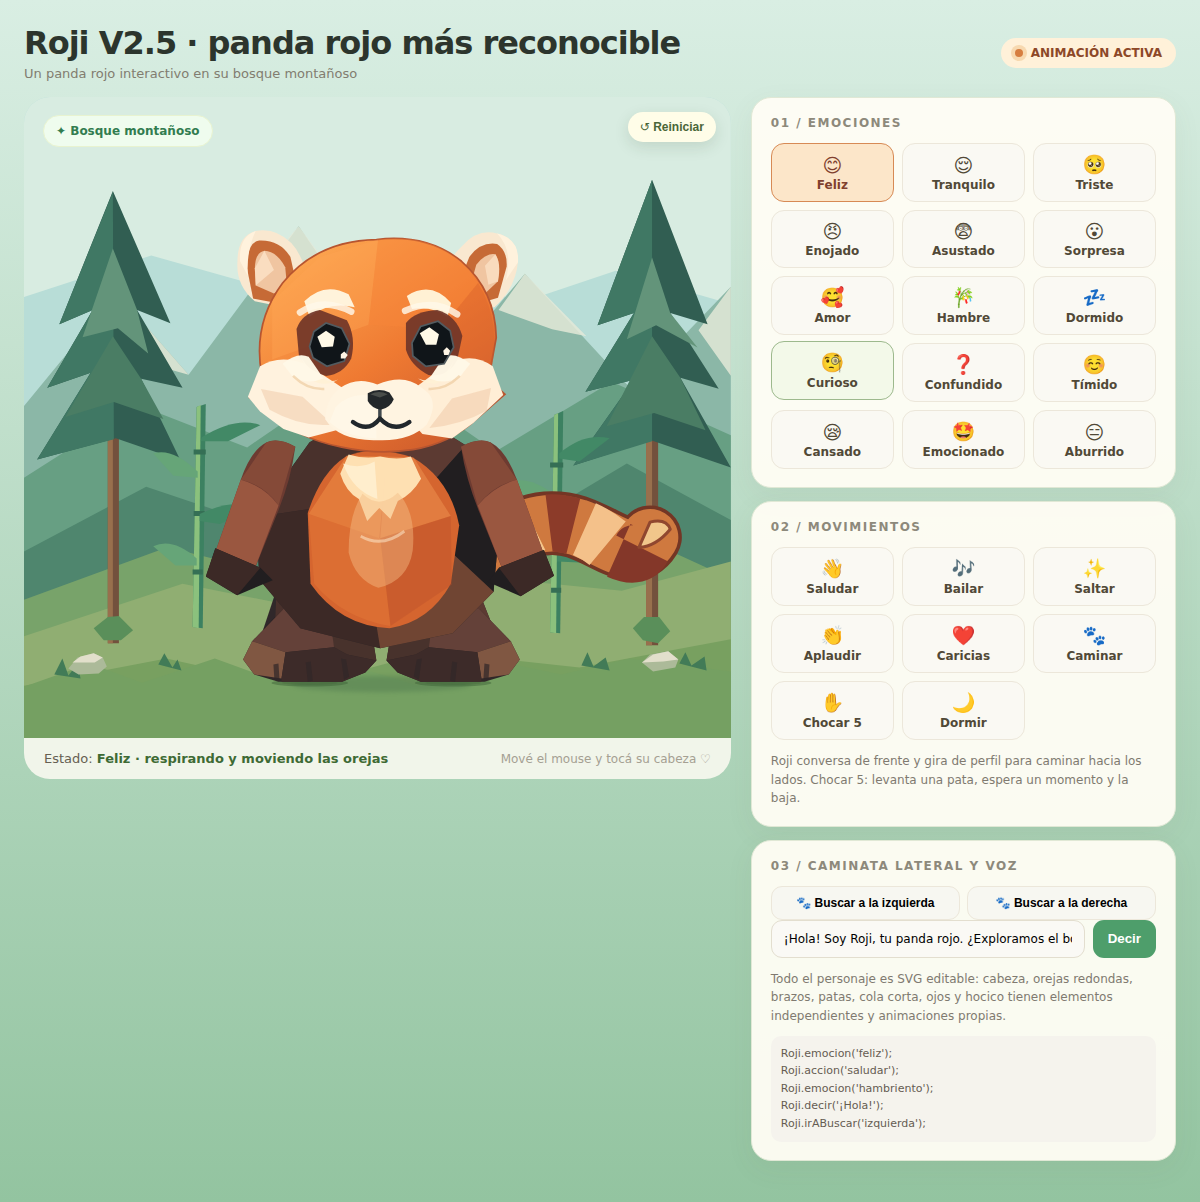 Roji V2.5 · panda rojo más reconocible
Un panda rojo interactivo en su bosque montañoso
ANIMACIÓN ACTIVA
✦ Bosque montañoso
↺ Reiniciar
Estado: Feliz · respirando y moviendo las orejas
Mové el mouse y tocá su cabeza ♡
01 / EMOCIONES
Feliz
Tranquilo
Triste
Enojado
Asustado
Sorpresa
Amor
Hambre
Dormido
Curioso
Confundido
Tímido
Cansado
Emocionado
Aburrido
02 / MOVIMIENTOS
Saludar
Bailar
Saltar
Aplaudir
Caricias
Caminar
Chocar 5
Dormir
Roji conversa de frente y gira de perfil para caminar hacia los
lados. Chocar 5: levanta una pata, espera un momento y la
baja.
03 / CAMINATA LATERAL Y VOZ
🐾 Buscar a la izquierda
🐾 Buscar a la derecha
¡Hola! Soy Roji, tu panda rojo. ¿Exploramos el
Decir
Todo el personaje es SVG editable: cabeza, orejas redondas,
brazos, patas, cola corta, ojos y hocico tienen elementos
independientes y animaciones propias.
Roji.emocion('feliz');
Roji.accion('saludar');
Roji.emocion('hambriento');
Roji.decir('¡Hola!');
Roji.irABuscar('izquierda');